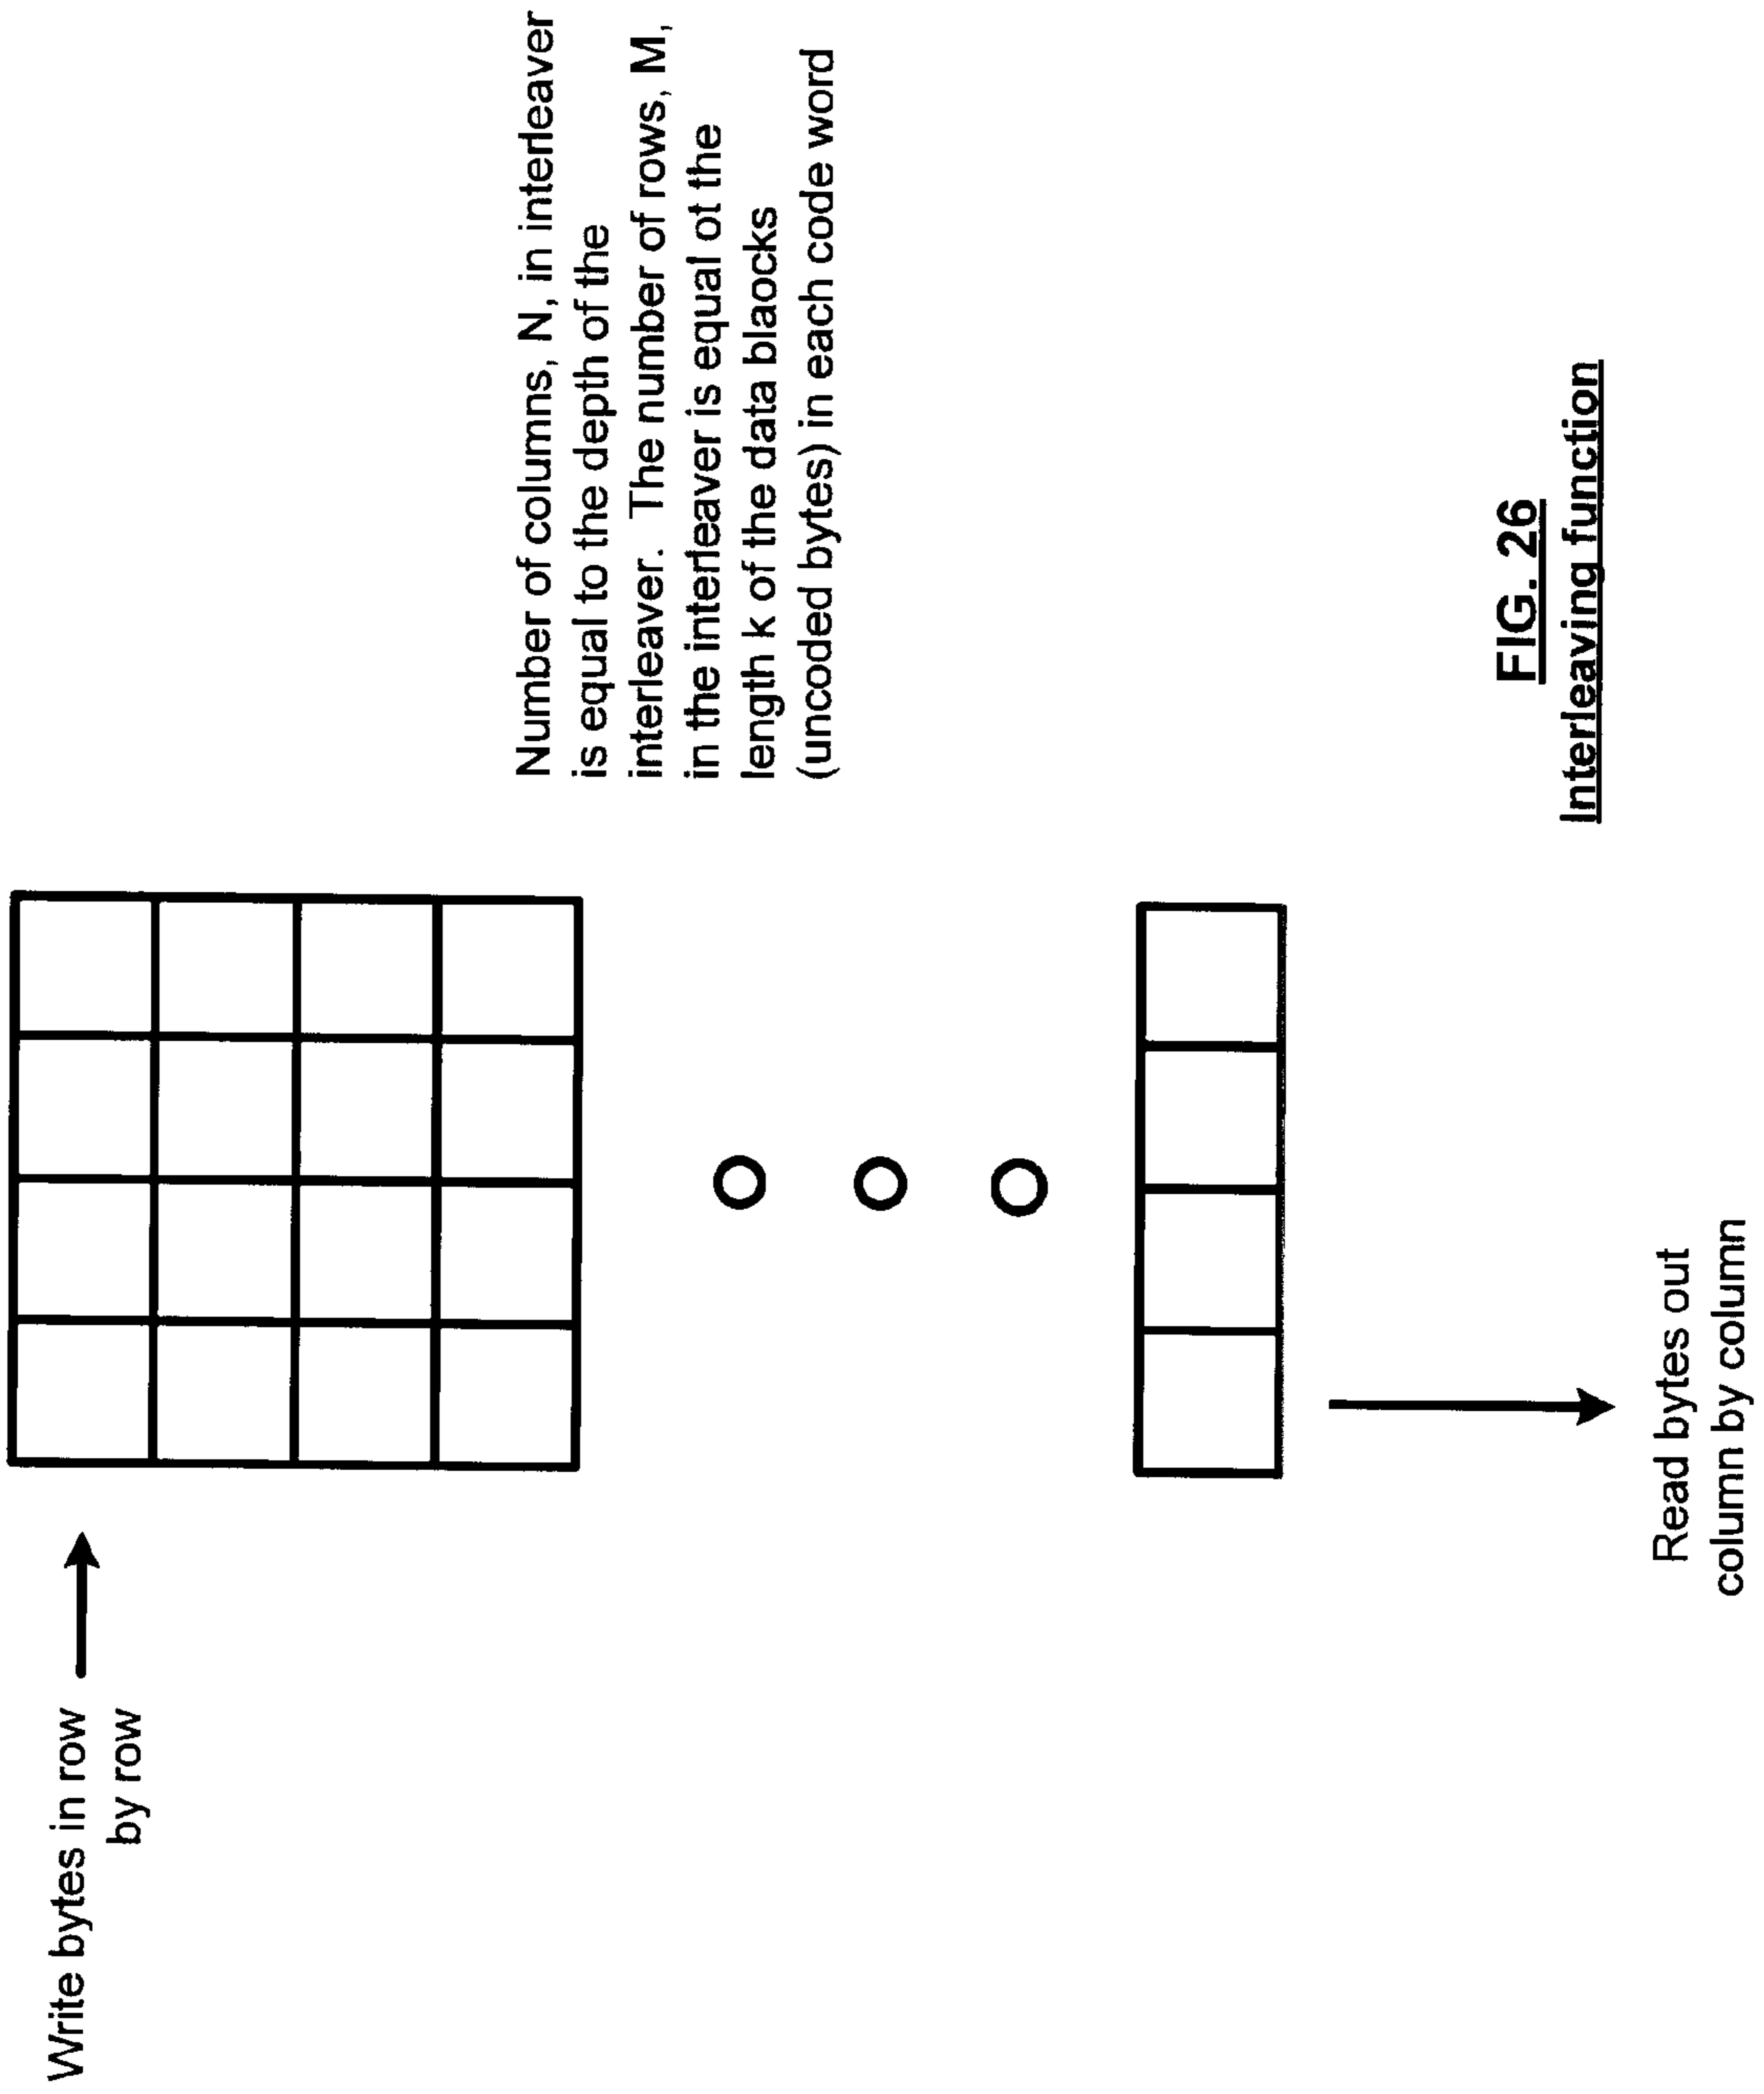 Write bytes in row
by row
Number of columns, N, in interleaver
is equal to the depth of the
interleaver. The number of rows, M,
in the interleaver is equal ot the
length k of the data blaocks
(uncoded bytes) in each code word
Read bytes out
column by column
FIG. 26
Interleaving function